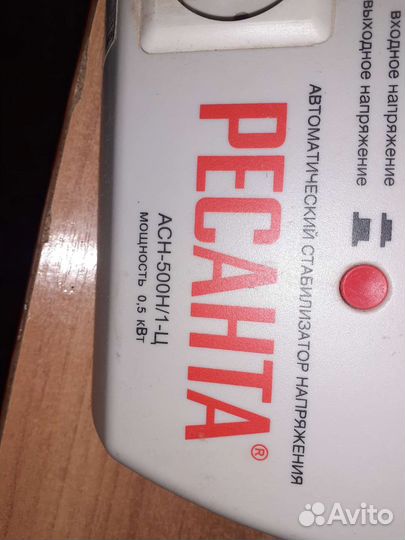 входное напряжение
выходное напряжение
АВТОМАТИЧЕСКИЙ СТАБИЛИЗАТОР НАПРЯЖЕНИЯ
РЕСАНТА®
АСН-500Н/1-Ц
мощность 0,5 кВт
Avito